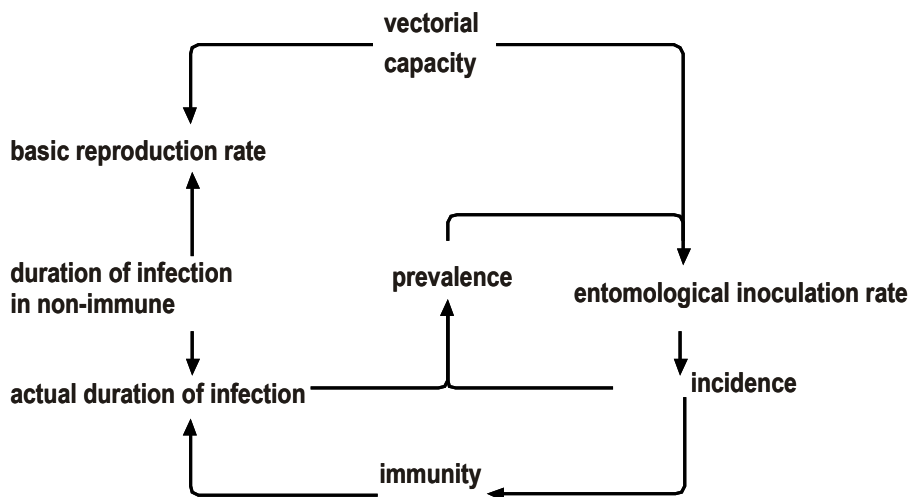 vectorial
capacity
basic reproduction rate
duration of infection
in non-immune
prevalence
entomological inoculation rate
actual duration of infection
incidence
immunity